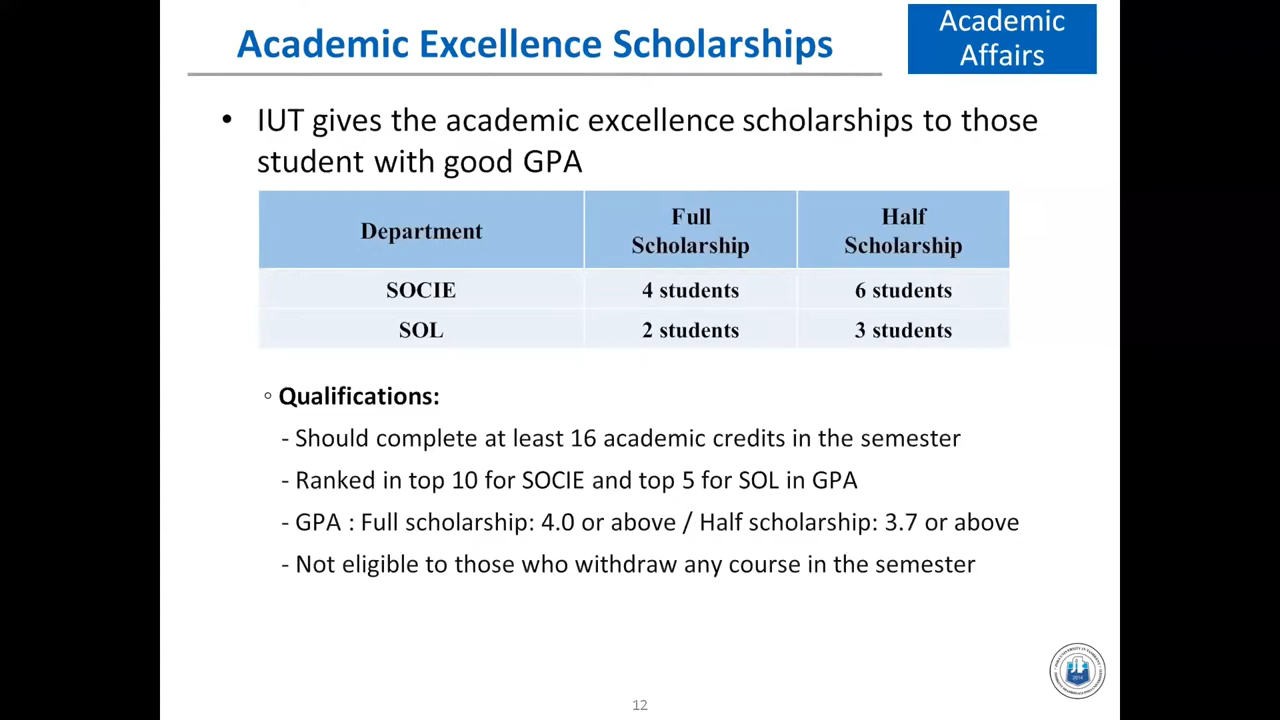 Academic Excellence Scholarships
Academic
Affairs
• IUT gives the academic excellence scholarships to those
student with good GPA
Department
Full
Scholarship
Half
Scholarship
SOCIE
4 students
6 students
SOL
2 students
3 students
◦ Qualifications:
- Should complete at least 16 academic credits in the semester
- Ranked in top 10 for SOCIE and top 5 for SOL in GPA
- GPA : Full scholarship: 4.0 or above / Half scholarship: 3.7 or above
- Not eligible to those who withdraw any course in the semester
2014
12